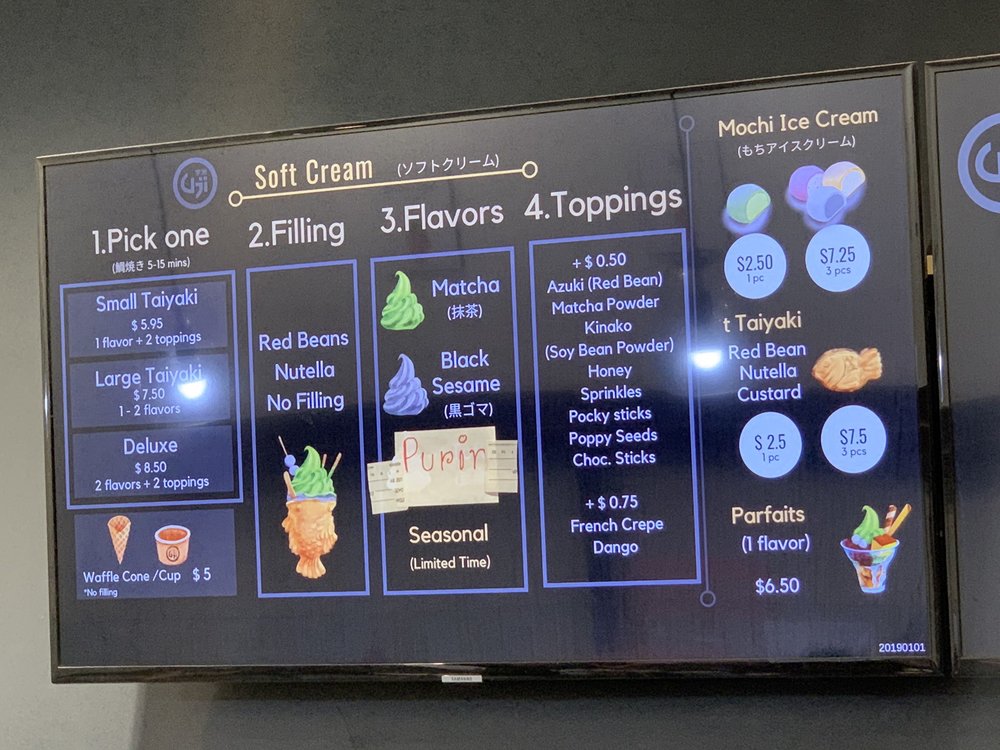 Uji
Soft Cream (ソフトクリーム)
1.Pick one
(鯛焼き 5-15 mins)
Small Taiyaki
$ 5.95
1 flavor + 2 toppings
Large Taiyaki
$ 7.50
1 - 2 flavors
Deluxe
$ 8.50
2 flavors + 2 toppings
Waffle Cone /Cup $ 5
*No filling
2.Filling
Red Beans
Nutella
No Filling
3.Flavors
Matcha
(抹茶)
Black
Sesame
(黒ゴマ)
Purin
Seasonal
(Limited Time)
4.Toppings
+ $ 0.50
Azuki (Red Bean)
Matcha Powder
Kinako
(Soy Bean Powder)
Honey
Sprinkles
Pocky sticks
Poppy Seeds
Choc. Sticks
+ $ 0.75
French Crepe
Dango
Mochi Ice Cream
(もちアイスクリーム)
$2.50
1 pc
$7.25
3 pcs
t Taiyaki
Red Bean
Nutella
Custard
$ 2.5
1 pc
$7.5
3 pcs
Parfaits
(1 flavor)
$6.50
20190101
SAMSUNG